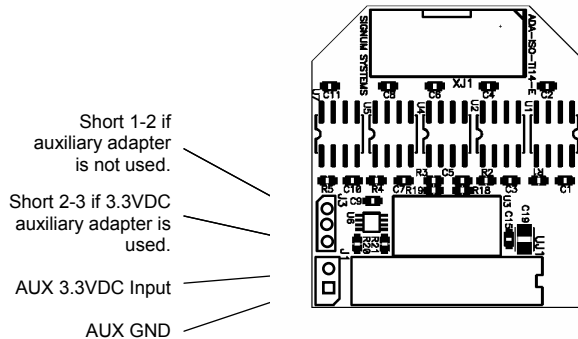 SIGNUM SYSTEMS
ADA-ISO-TI14-E
XJ1
C11
C8
C6
C4
C2
U5
U4
U2
U1
Short 1-2 if
auxiliary adapter
is not used.
R3
C5
R2
R1
R5
C10
R4
C7
R19
R18
C3
C1
Short 2-3 if 3.3VDC
auxiliary adapter is
used.
C9
J3
U6
U3
C15
C19
R20
R21
AUX 3.3VDC Input
AUX GND